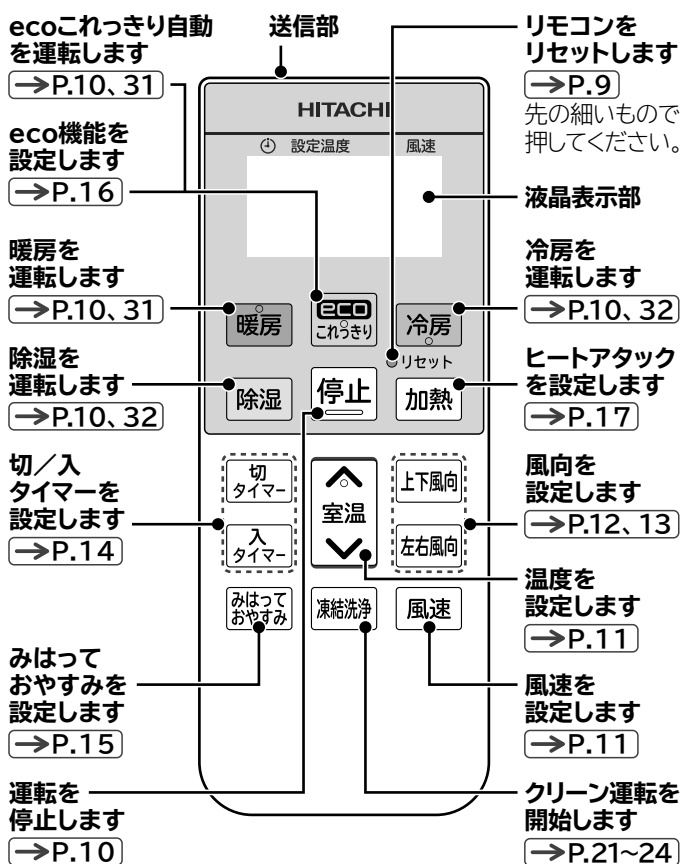 ecoこれっきり自動
を運転します
→P.10、31
eco機能を
設定します
→P.16
暖房を
運転します
→P.10、31
除湿を
運転します
→P.10、32
切／入
タイマーを
設定します
→P.14
みはって
おやすみを
設定します
→P.15
運転を
停止します
→P.10
送信部
HITACHI
設定温度
風速
暖房
eco
これっきり
冷房
リセット
除湿
停止
加熱
切
タイマー
室温
上下風向
入
タイマー
左右風向
みはって
おやすみ
凍結洗浄
風速
リモコンを
リセットします
→P.9
先の細いもので
押してください。
液晶表示部
冷房を
運転します
→P.10、32
ヒートアタック
を設定します
→P.17
風向を
設定します
→P.12、13
温度を
設定します
→P.11
風速を
設定します
→P.11
クリーン運転を
開始します
→P.21~24